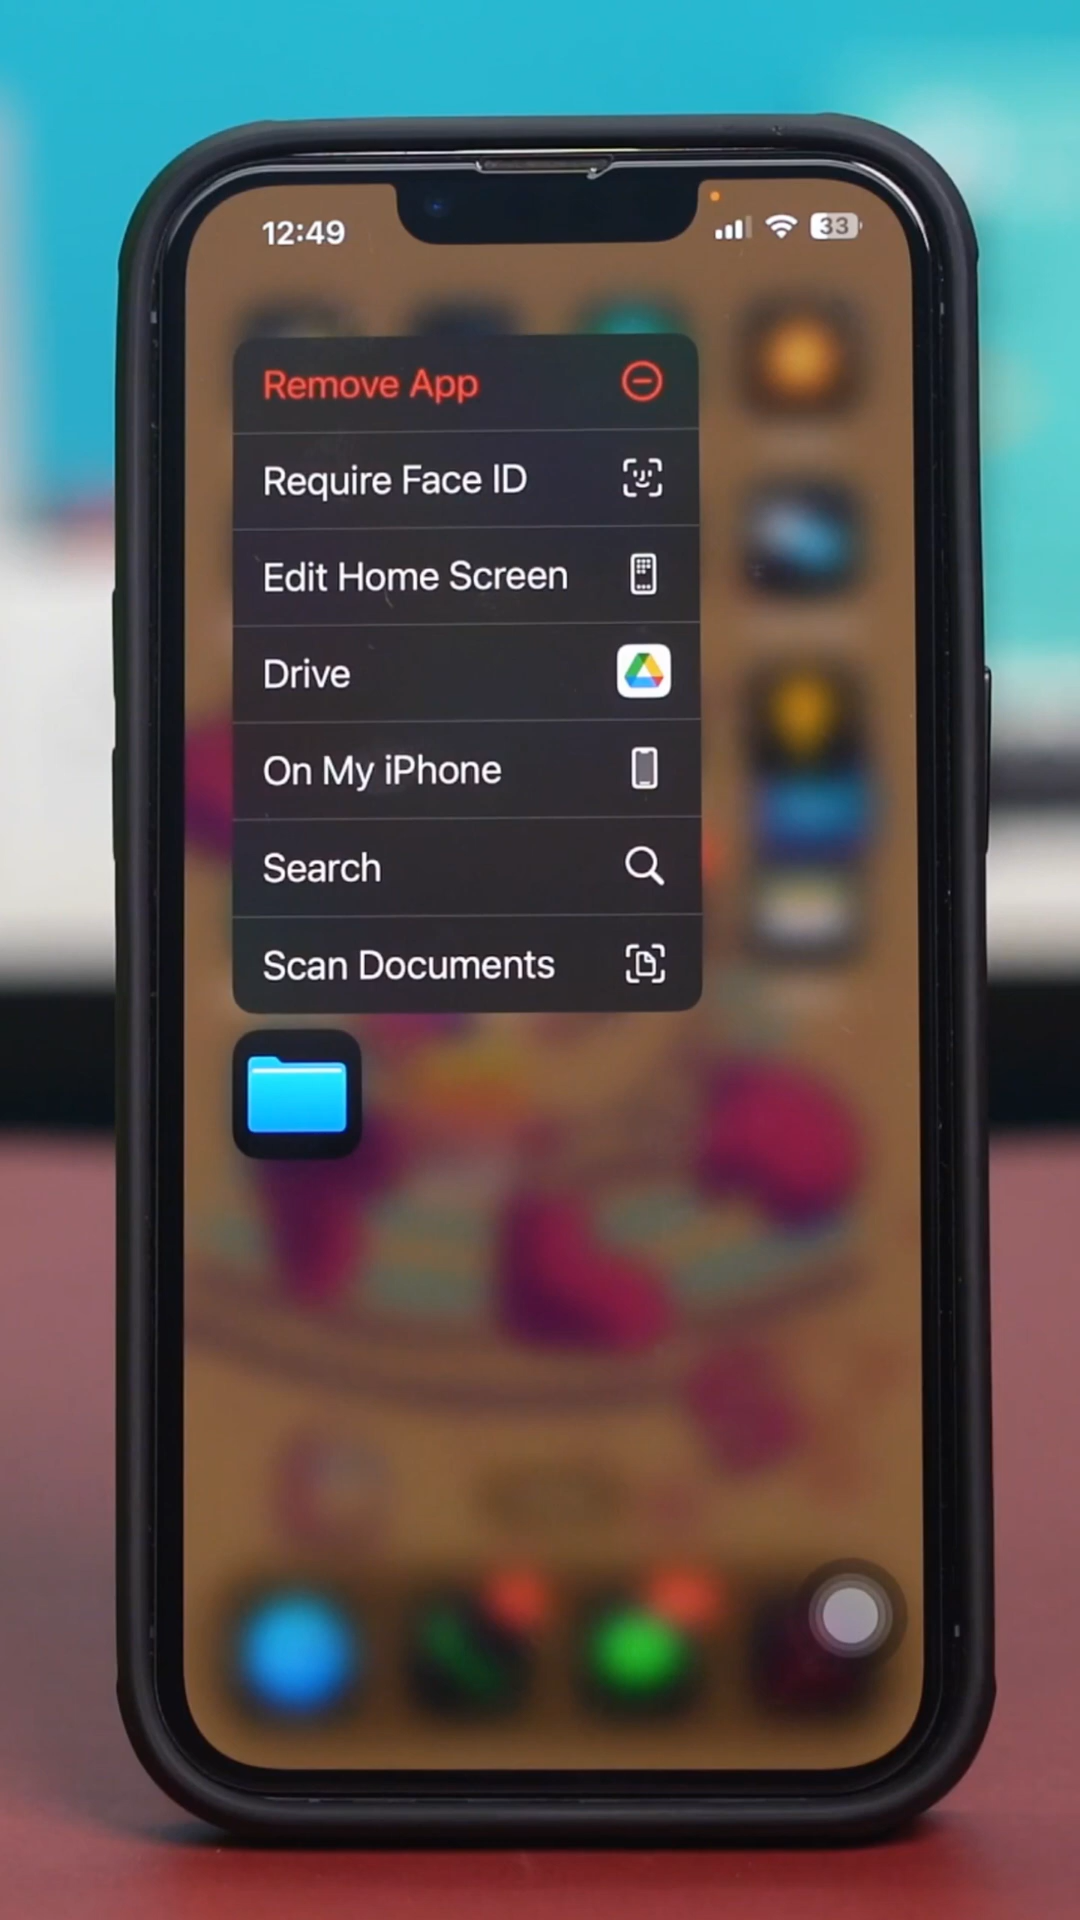 12:49
33
Remove App
Require Face ID
Edit Home Screen
Drive
On My iPhone
Search
Scan Documents